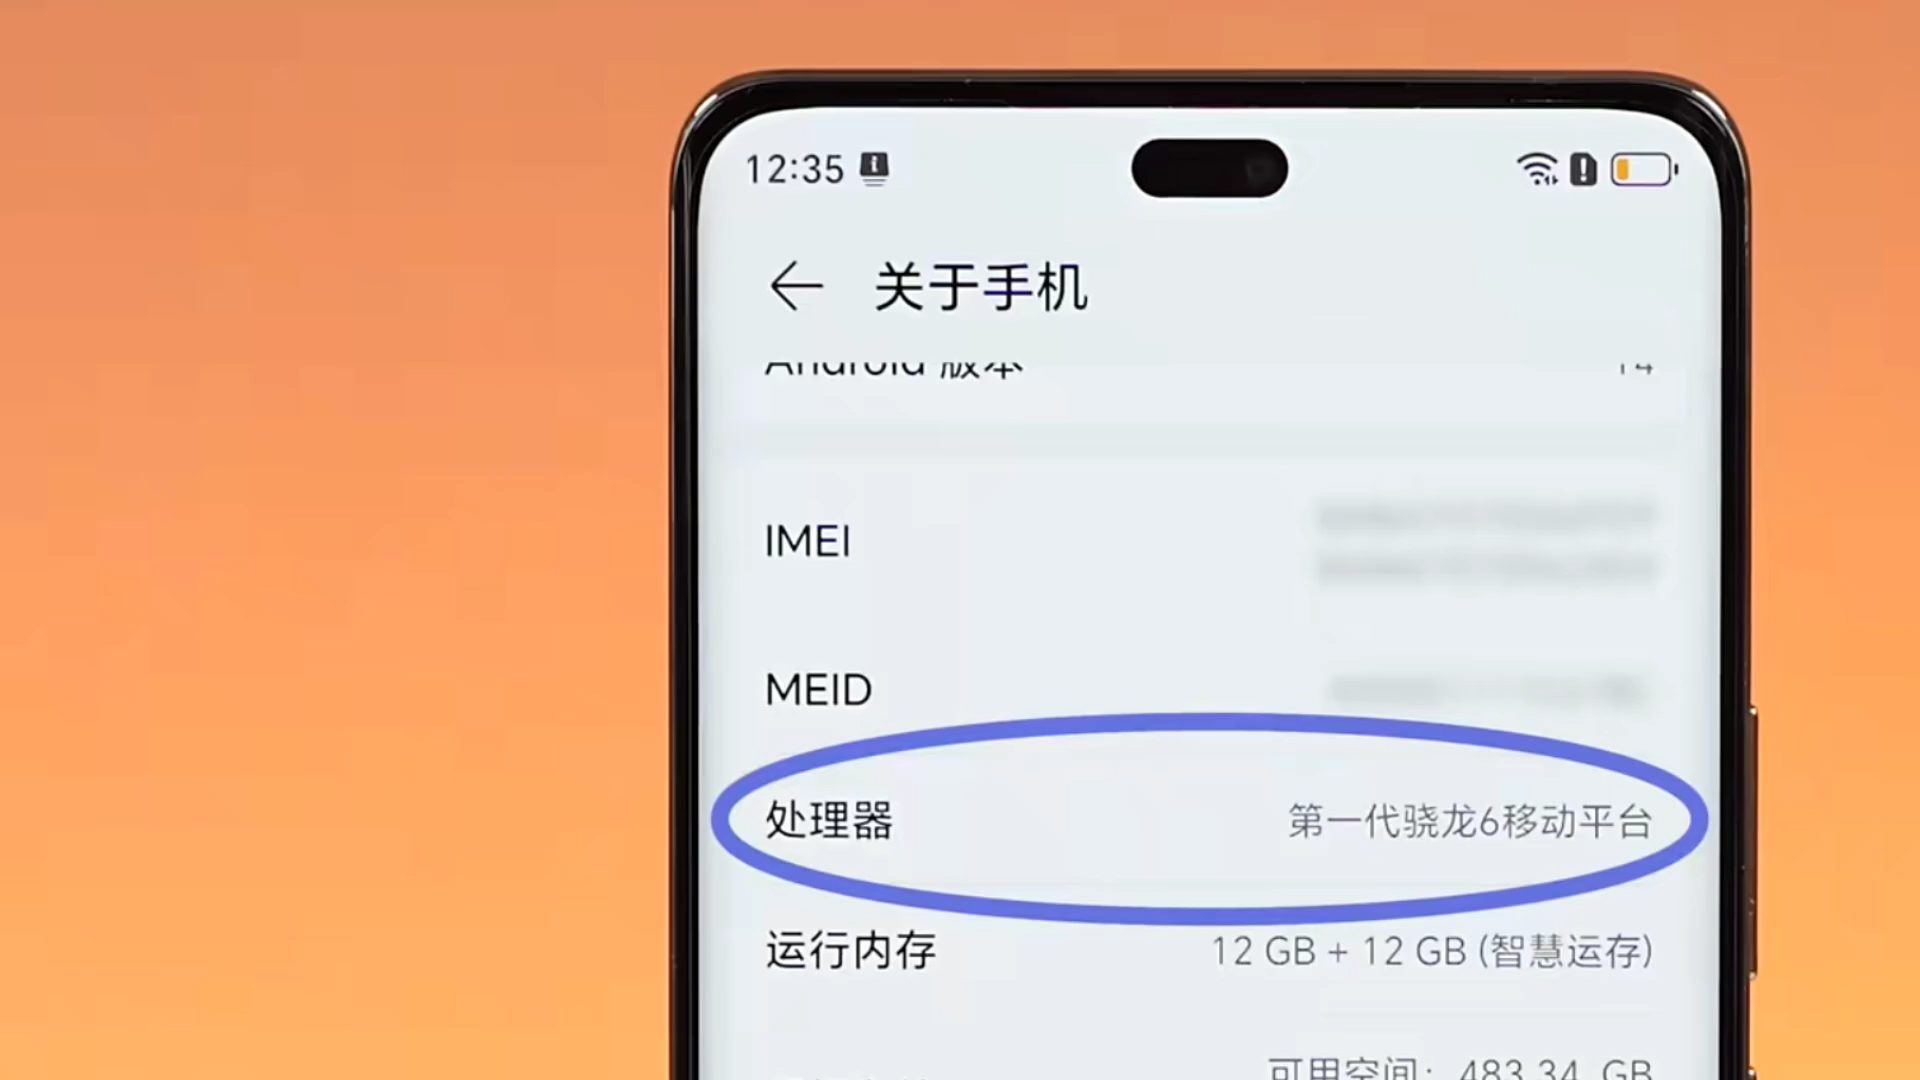 12:35
关于手机
Android 版本 14
IMEI
MEID
处理器 第一代骁龙6移动平台
运行内存 12 GB + 12 GB (智慧运存)
可用空间：483.34 GB